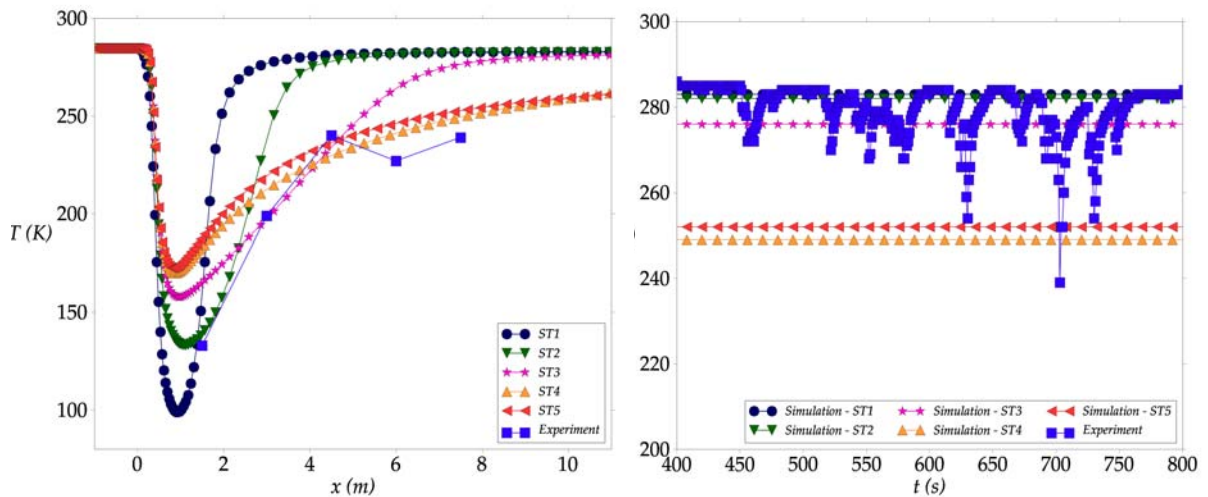 300
250
200
150
100
T (K)
0 2 4 6 8 10
x (m)
ST1
ST2
ST3
ST4
ST5
Experiment
300
280
260
240
220
200
400 450 500 550 600 650 700 750 800
t (s)
Simulation - ST1 Simulation - ST3 Simulation - ST5
Simulation - ST2 Simulation - ST4 Experiment